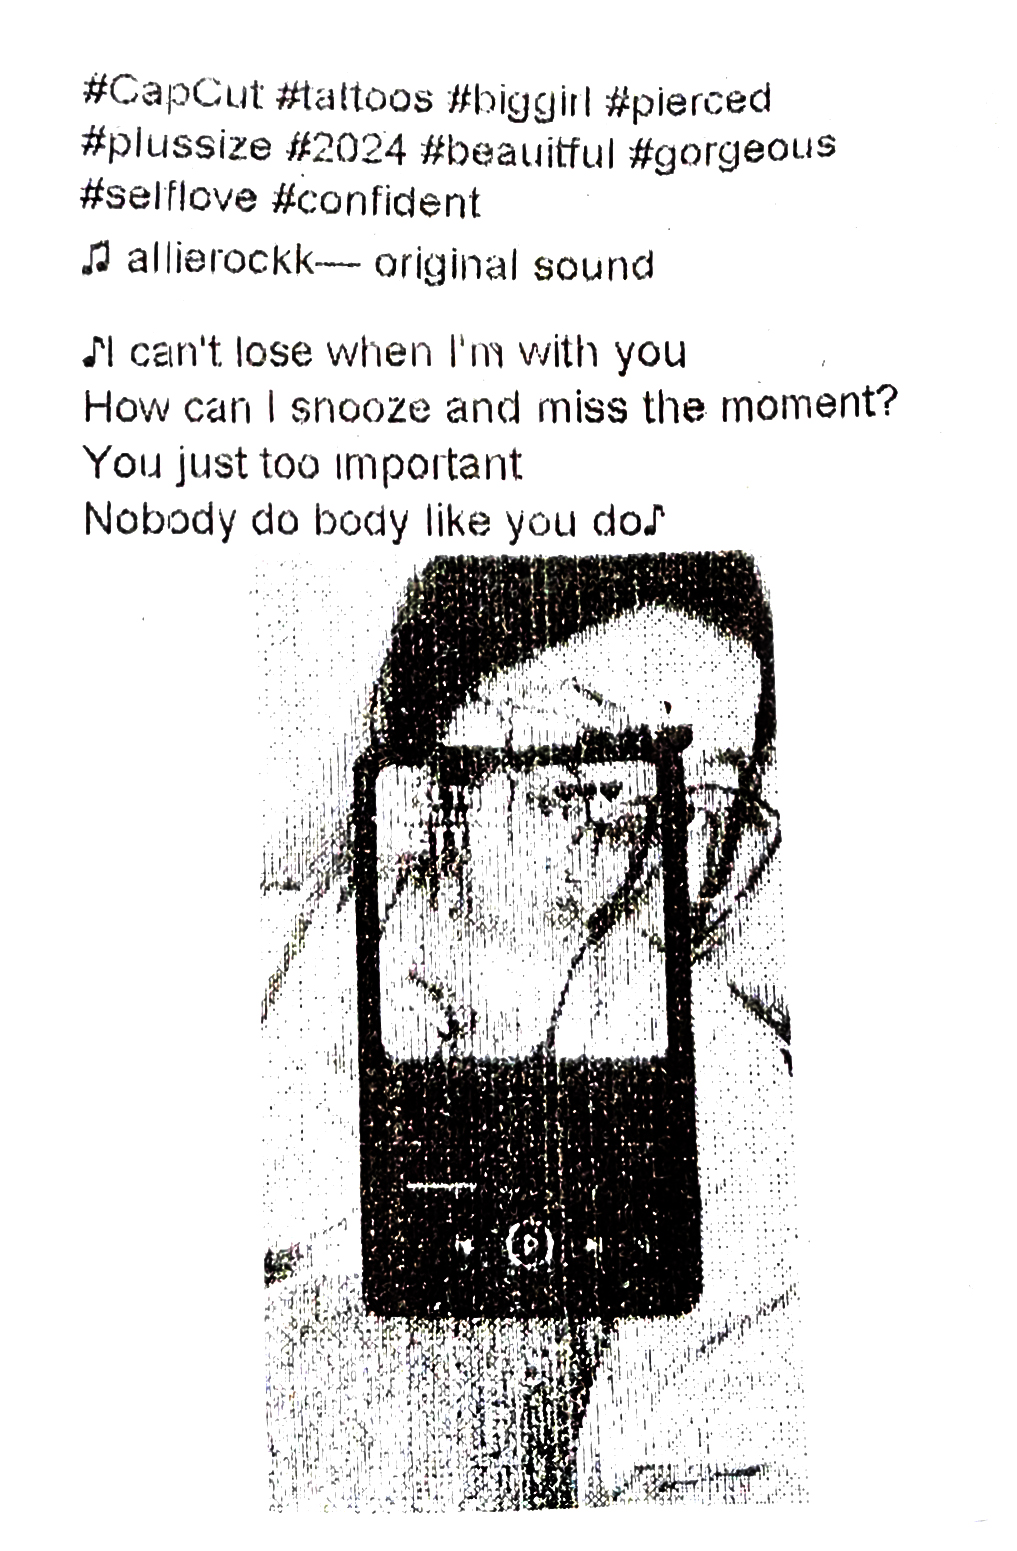 #CapCut #tattoos #biggirl #pierced
#plussize #2024 #beauitful #gorgeous
#selflove #confident
♫ allierockk— original sound
♪I can't lose when I'm with you
How can I snooze and miss the moment?
You just too important
Nobody do body like you do♪